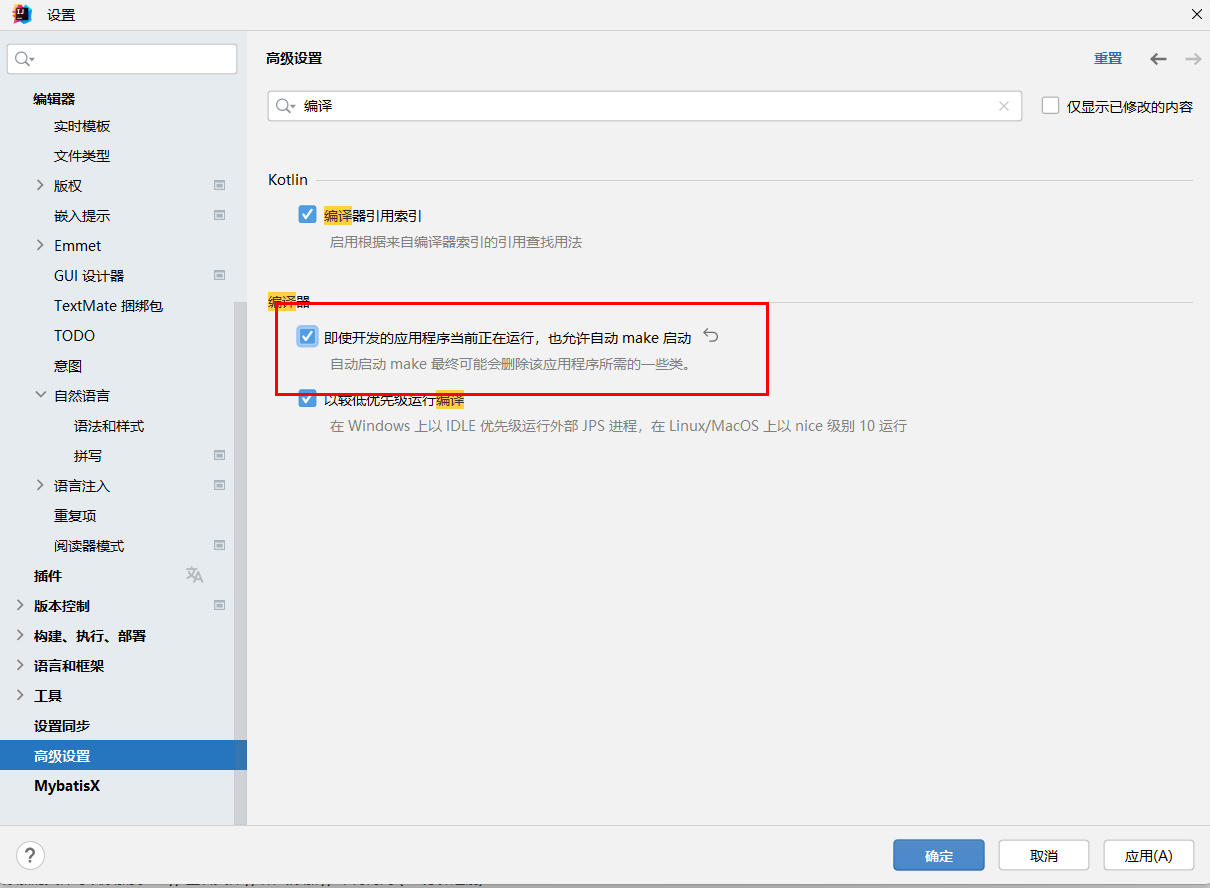 设置
编辑器
实时模板
文件类型
版权
嵌入提示
Emmet
GUI 设计器
TextMate 捆绑包
TODO
意图
自然语言
语法和样式
拼写
语言注入
重复项
阅读器模式
插件
版本控制
构建、执行、部署
语言和框架
工具
设置同步
高级设置
MybatisX
高级设置
重置
编译
仅显示已修改的内容
Kotlin
编译器引用索引
启用根据来自编译器索引的引用查找用法
编译器
即使开发的应用程序当前正在运行，也允许自动 make 启动
自动启动 make 最终可能会删除该应用程序所需的一些类。
以较低优先级运行编译
在 Windows 上以 IDLE 优先级运行外部 JPS 进程，在 Linux/MacOS 上以 nice 级别 10 运行
?
确定
取消
应用(A)